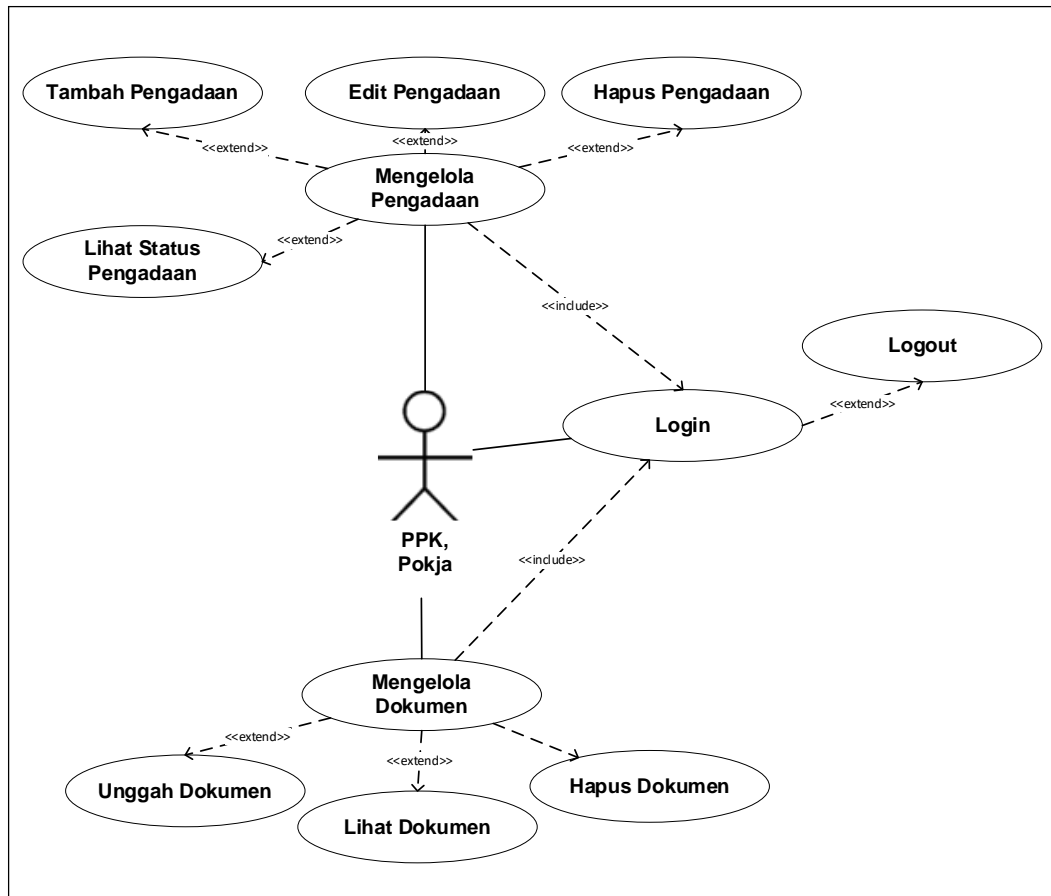 Tambah Pengadaan
Edit Pengadaan
Hapus Pengadaan
<<extend>>
<<extend>>
<<extend>>
Mengelola
Pengadaan
Lihat Status
Pengadaan
<<extend>>
<<include>>
Logout
<<extend>>
Login
PPK,
Pokja
<<include>>
Mengelola
Dokumen
<<extend>>
<<extend>>
Unggah Dokumen
Lihat Dokumen
Hapus Dokumen